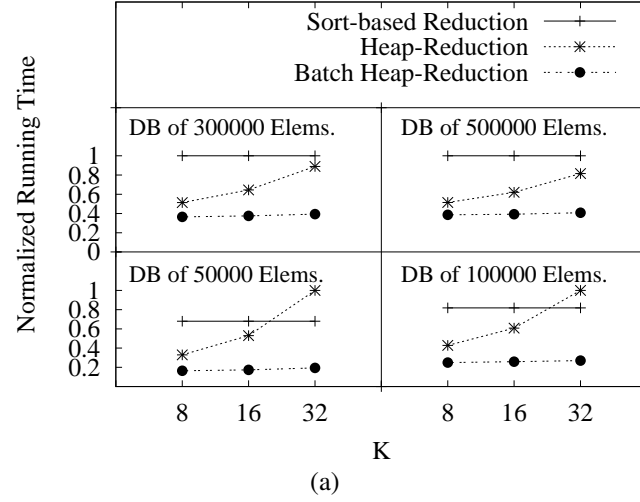 Sort-based Reduction
Heap-Reduction
Batch Heap-Reduction
Normalized Running Time
DB of 300000 Elems.
DB of 500000 Elems.
1
0.8
0.6
0.4
0.2
0
DB of 50000 Elems.
DB of 100000 Elems.
1
0.8
0.6
0.4
0.2
8 16 32 8 16 32
K
(a)